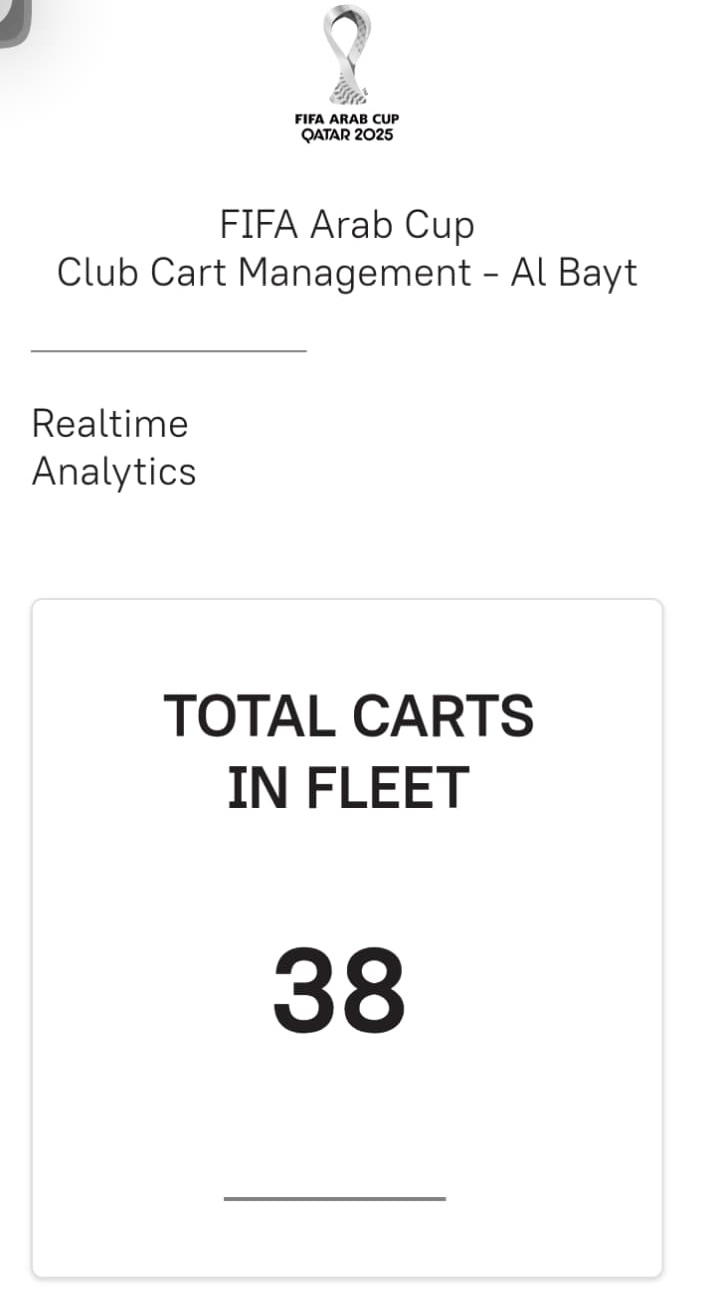 FIFA ARAB CUP
QATAR 2025
FIFA Arab Cup
Club Cart Management - Al Bayt
Realtime
Analytics
TOTAL CARTS
IN FLEET
38